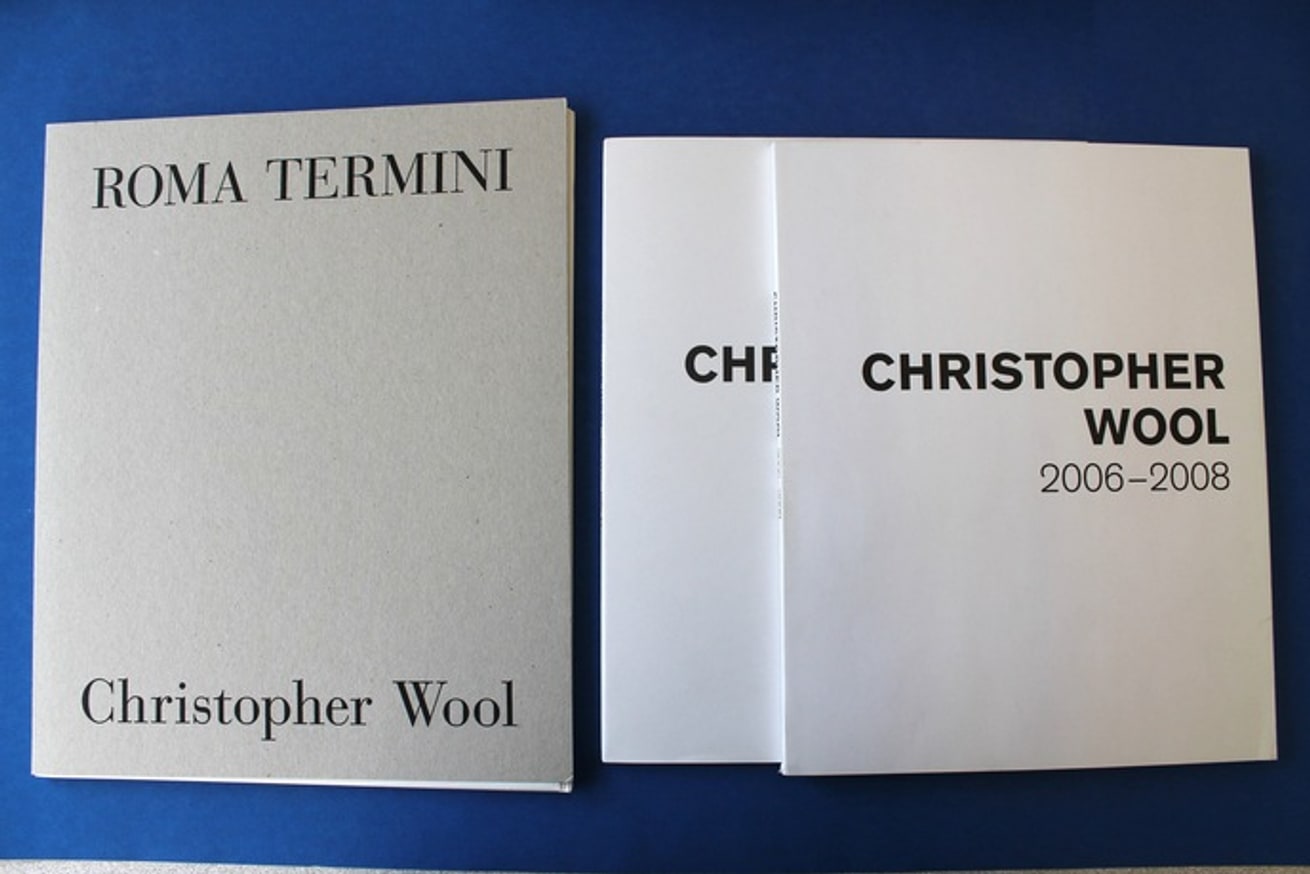 ROMA TERMINI
Christopher Wool
CHR
CHRISTOPHER
WOOL
2006–2008